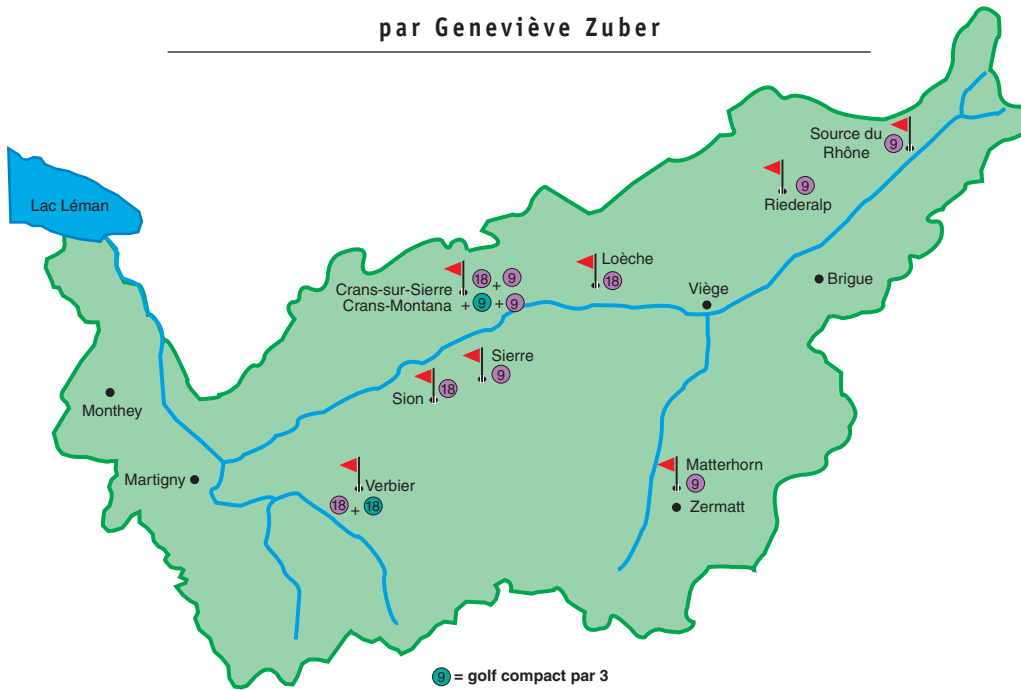 par Geneviève Zuber
Source du
Rhône
9
9
Riederalp
Lac Léman
Loèche
18
Crans-sur-Sierre
Crans-Montana
18 + 9
+ 9 + 9
Viège
Brigue
Sierre
9
Sion
18
Monthey
Martigny
Verbier
18 + 18
Matterhorn
9
Zermatt
9 = golf compact par 3